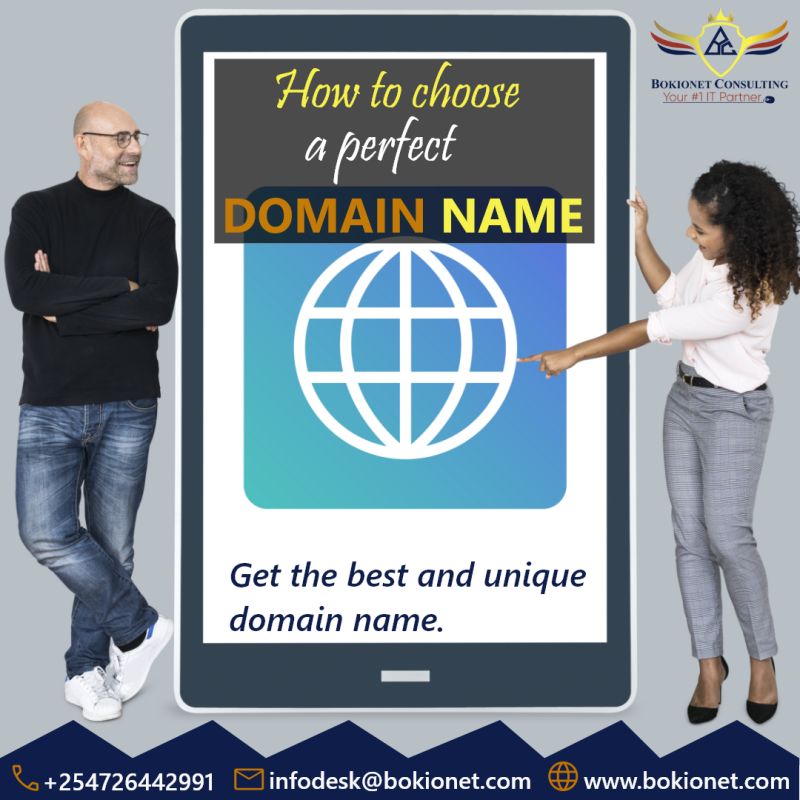 BOKIONET CONSULTING
Your #1 IT Partner.
How to choose
a perfect
DOMAIN NAME
Get the best and unique
domain name.
+254726442991 infodesk@bokionet.com www.bokionet.com